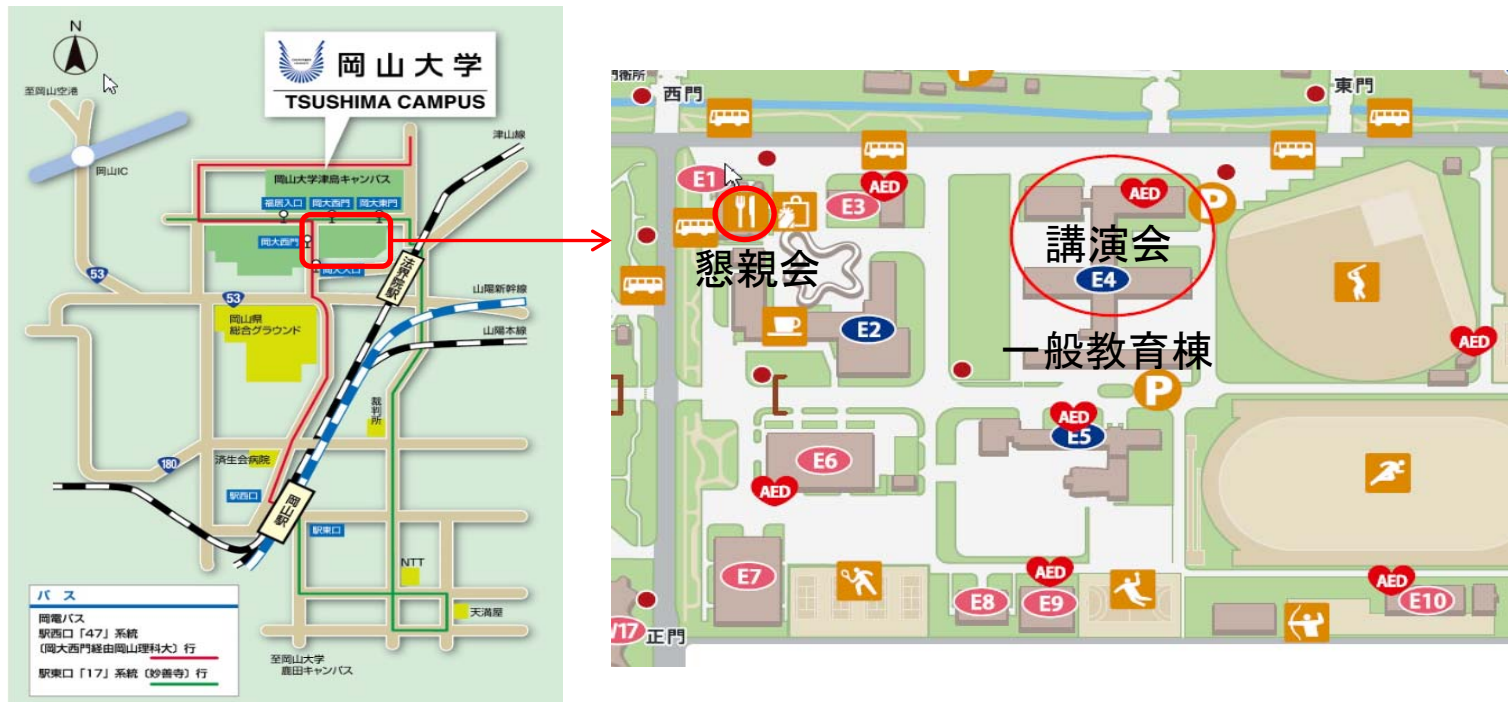 N
岡山大学
TSUSHIMA CAMPUS
至岡山空港
岡山IC
津山線
岡山大学津島キャンパス
福居入口
岡大西門
岡大東門
岡大西門
岡大入口
法界院駅
53
53
山陽新幹線
山陽本線
岡山県
総合グラウンド
裁判所
済生会病院
180
駅西口
岡山駅
駅東口
NTT
天満屋
至岡山大学
鹿田キャンパス
バス
岡電バス
駅西口「47」系統
〔岡大西門経由岡山理科大〕行
駅東口「17」系統〔妙善寺〕行
門衛所
西門
東門
P
E1
E3
AED
AED
P
懇親会
講演会
E4
E2
一般教育棟
AED
P
AED
E5
E6
AED
E7
AED
E8
E9
AED
E10
W17
正門